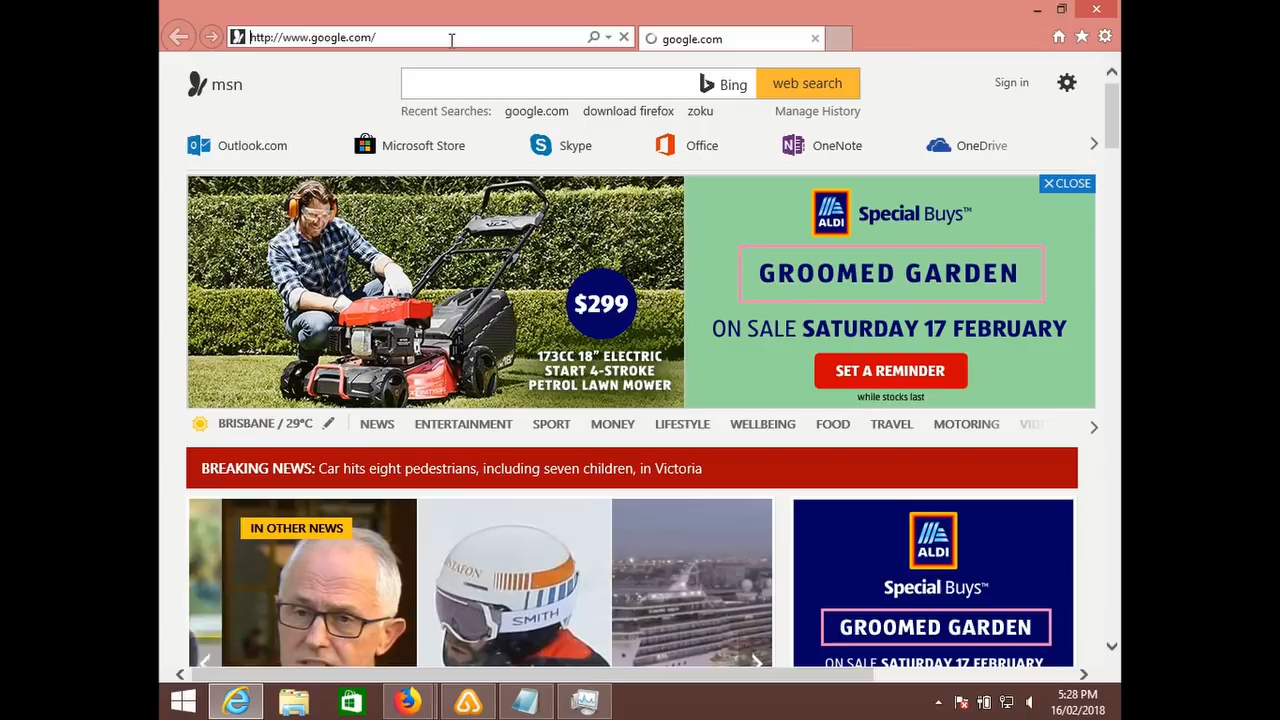 http://www.google.com/
google.com
msn
Bing
web search
Sign in
Recent Searches: google.com download firefox zoku Manage History
Outlook.com Microsoft Store Skype Office OneNote OneDrive
CLOSE
ALDI Special Buys™
GROOMED GARDEN
ON SALE SATURDAY 17 FEBRUARY
SET A REMINDER
while stocks last
$299
173CC 18" ELECTRIC
START 4-STROKE
PETROL LAWN MOWER
BRISBANE / 29°C NEWS ENTERTAINMENT SPORT MONEY LIFESTYLE WELLBEING FOOD TRAVEL MOTORING VID
BREAKING NEWS: Car hits eight pedestrians, including seven children, in Victoria
IN OTHER NEWS
SMITH
ALDI
Special Buys™
GROOMED GARDEN
ON SALE SATURDAY 17 FEBRUARY
5:28 PM
16/02/2018